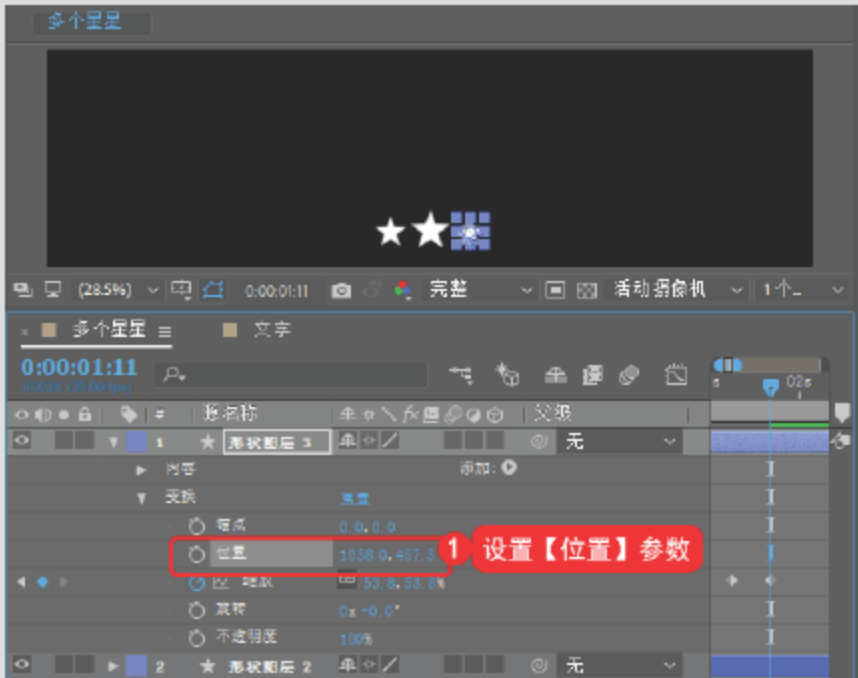 多个星星
(28.5%) 0:00:01:11 完整 活动摄像机 1个...
多个星星 文字
0:00:01:11
02s
# 源名称 父级
1 形状图层 3 无
内容 添加:
变换 重置
锚点 0.0,0.0
位置 1058.0,457.5
1 设置【位置】参数
缩放 53.8,53.8%
旋转 0x -0.0°
不透明度 100%
2 形状图层 2 无